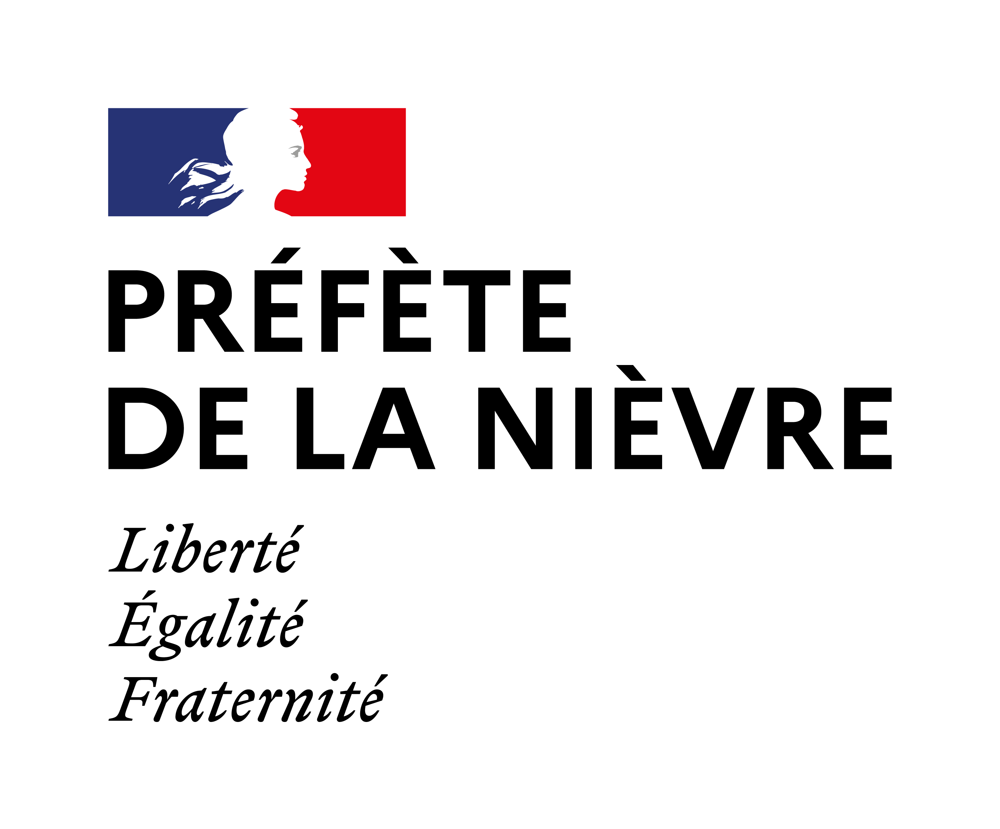 PRÉFÈTE
DE LA NIÈVRE
Liberté
Égalité
Fraternité